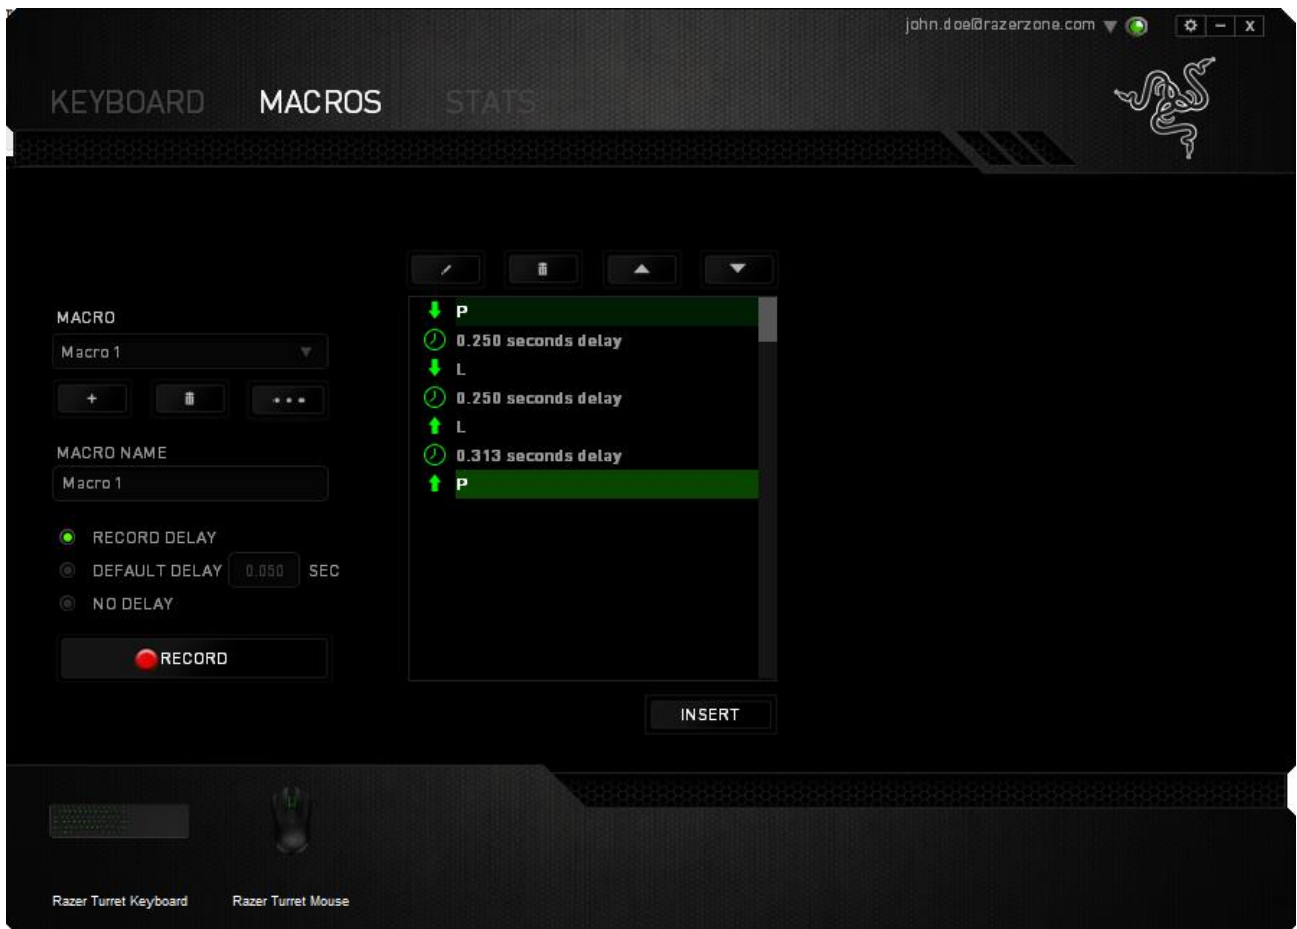 john.doe@razerzone.com
KEYBOARD MACROS STATS
MACRO
Macro 1
MACRO NAME
Macro 1
RECORD DELAY
DEFAULT DELAY 0.050 SEC
NO DELAY
RECORD
P
0.250 seconds delay
L
0.250 seconds delay
L
0.313 seconds delay
P
INSERT
Razer Turret Keyboard
Razer Turret Mouse